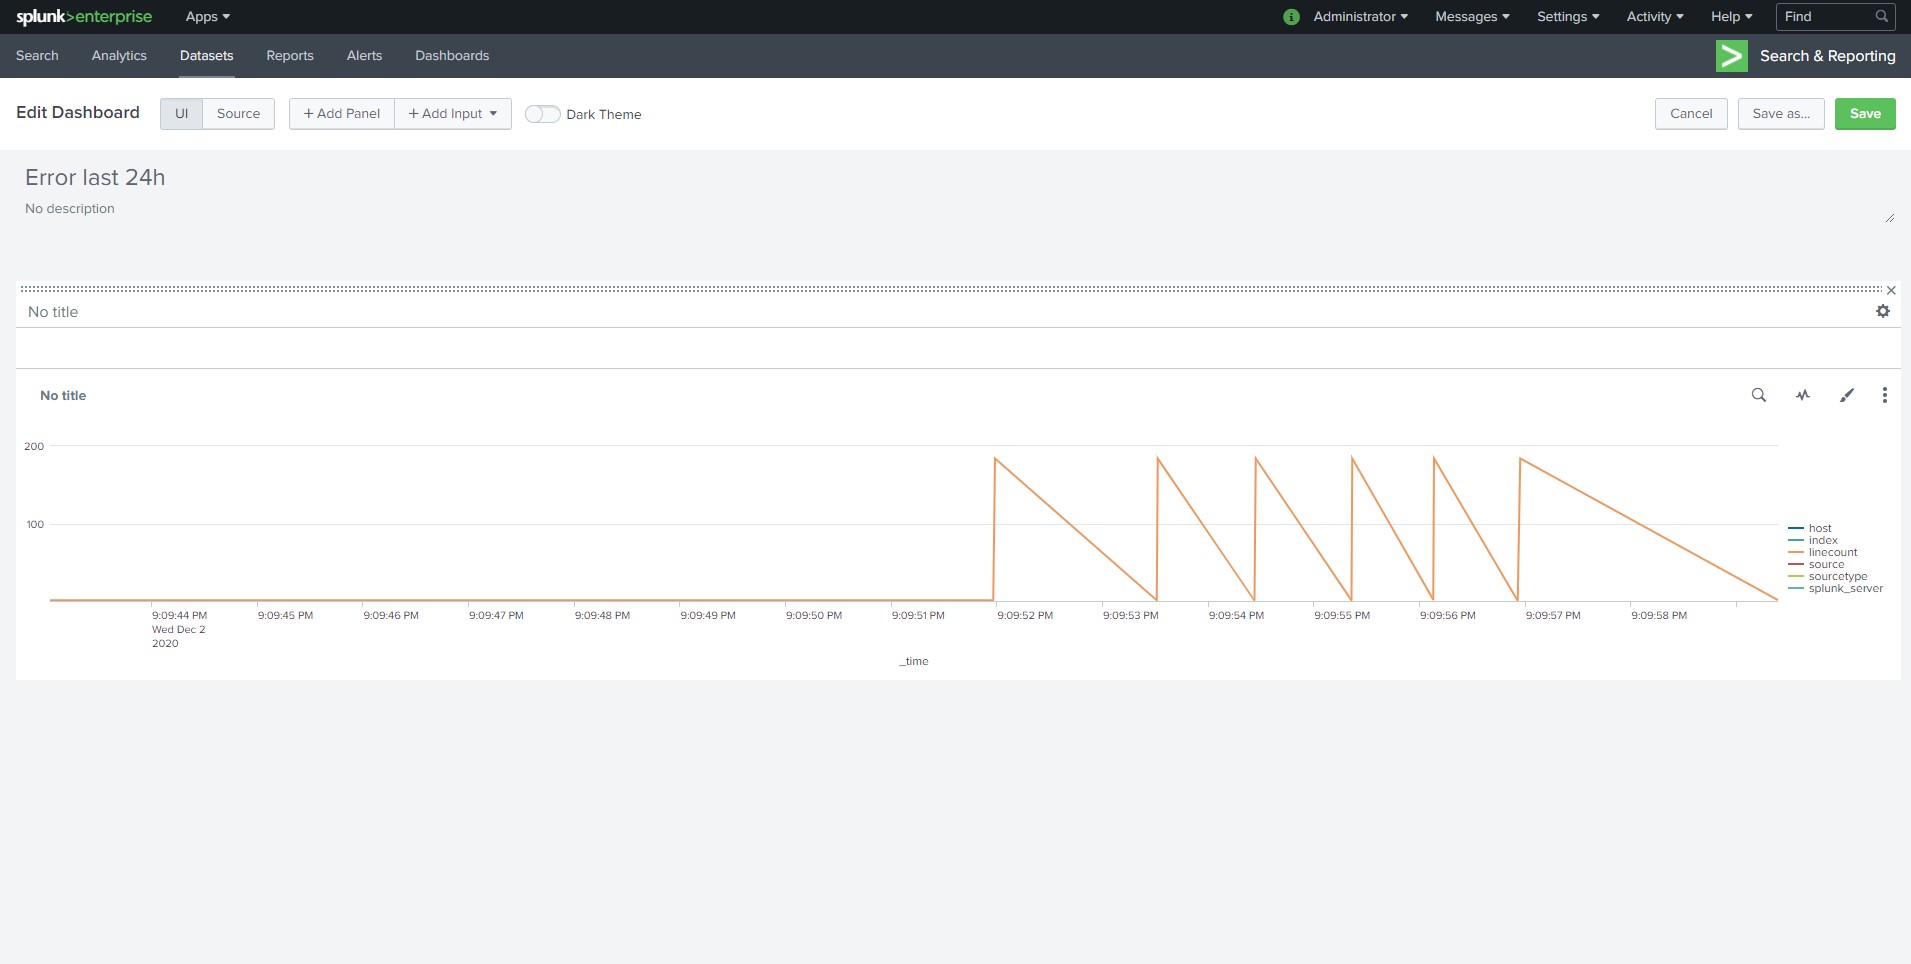 splunk>enterprise Apps Administrator Messages Settings Activity Help Find
Search Analytics Datasets Reports Alerts Dashboards Search & Reporting
Edit Dashboard UI Source + Add Panel + Add Input Dark Theme Cancel Save as... Save
Error last 24h
No description
No title
No title
200
100
host
index
linecount
source
sourcetype
splunk_server
9:09:44 PM 9:09:45 PM 9:09:46 PM 9:09:47 PM 9:09:48 PM 9:09:49 PM 9:09:50 PM 9:09:51 PM 9:09:52 PM 9:09:53 PM 9:09:54 PM 9:09:55 PM 9:09:56 PM 9:09:57 PM 9:09:58 PM
Wed Dec 2
2020
_time